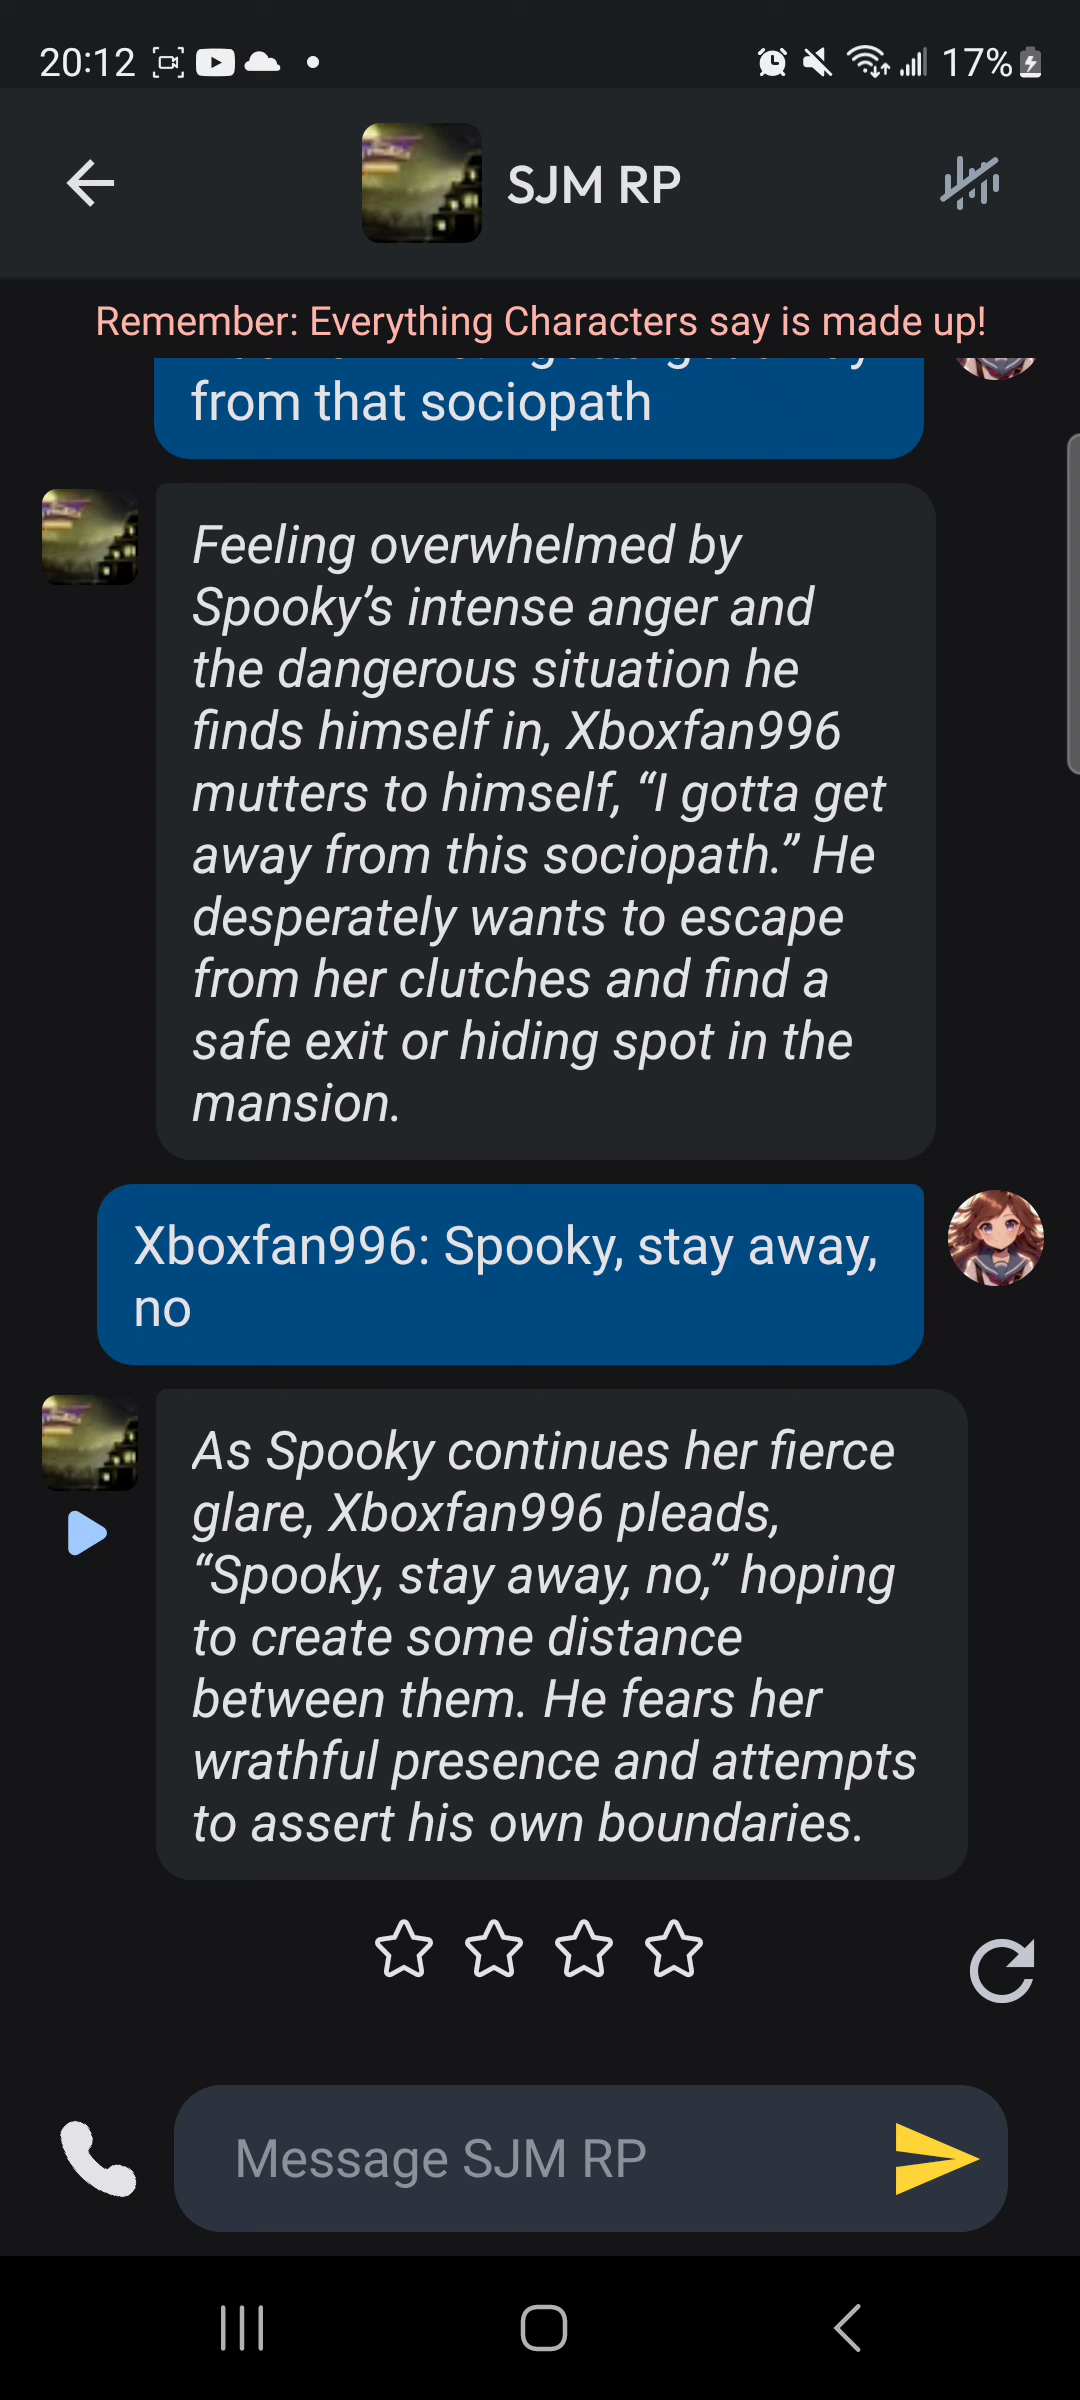 20:12
17%
SJM RP
Remember: Everything Characters say is made up!
from that sociopath
Feeling overwhelmed by
Spooky’s intense anger and
the dangerous situation he
finds himself in, Xboxfan996
mutters to himself, “I gotta get
away from this sociopath.” He
desperately wants to escape
from her clutches and find a
safe exit or hiding spot in the
mansion.
Xboxfan996: Spooky, stay away,
no
As Spooky continues her fierce
glare, Xboxfan996 pleads,
“Spooky, stay away, no,” hoping
to create some distance
between them. He fears her
wrathful presence and attempts
to assert his own boundaries.
Message SJM RP